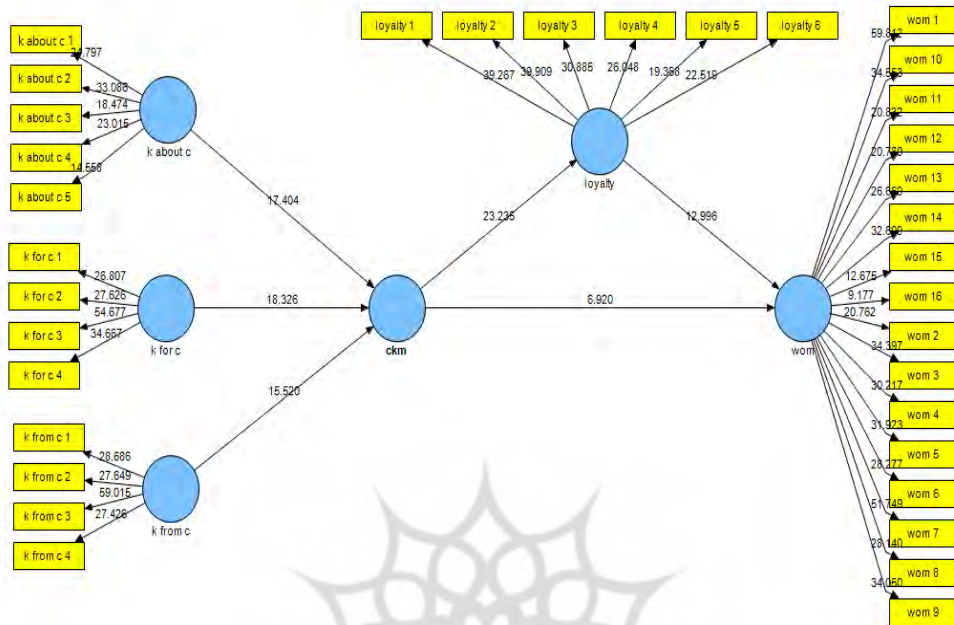 k about c 1
k about c 2
33.088
k about c 3
18.474
k about c 4
23.015
k about c 5
14.558
k about c
k for c 1
26.807
k for c 2
27.626
k for c 3
54.677
k for c 4
34.667
k for c
k from c 1
28.686
k from c 2
27.649
k from c 3
59.015
k from c 4
27.426
k from c
17.404
18.326
15.520
ckm
23.235
6.920
loyalty 1
loyalty 2
loyalty 3
loyalty 4
loyalty 5
loyalty 6
39.267
39.909
30.885
26.048
19.358
22.519
loyalty
12.996
wom
wom 1
59.842
wom 10
34.853
wom 11
20.832
wom 12
wom 13
wom 14
wom 15
12.675
wom 16
9.177
wom 2
20.762
wom 3
34.397
wom 4
30.217
wom 5
31.923
wom 6
28.277
wom 7
51.749
wom 8
28.140
wom 9
34.050